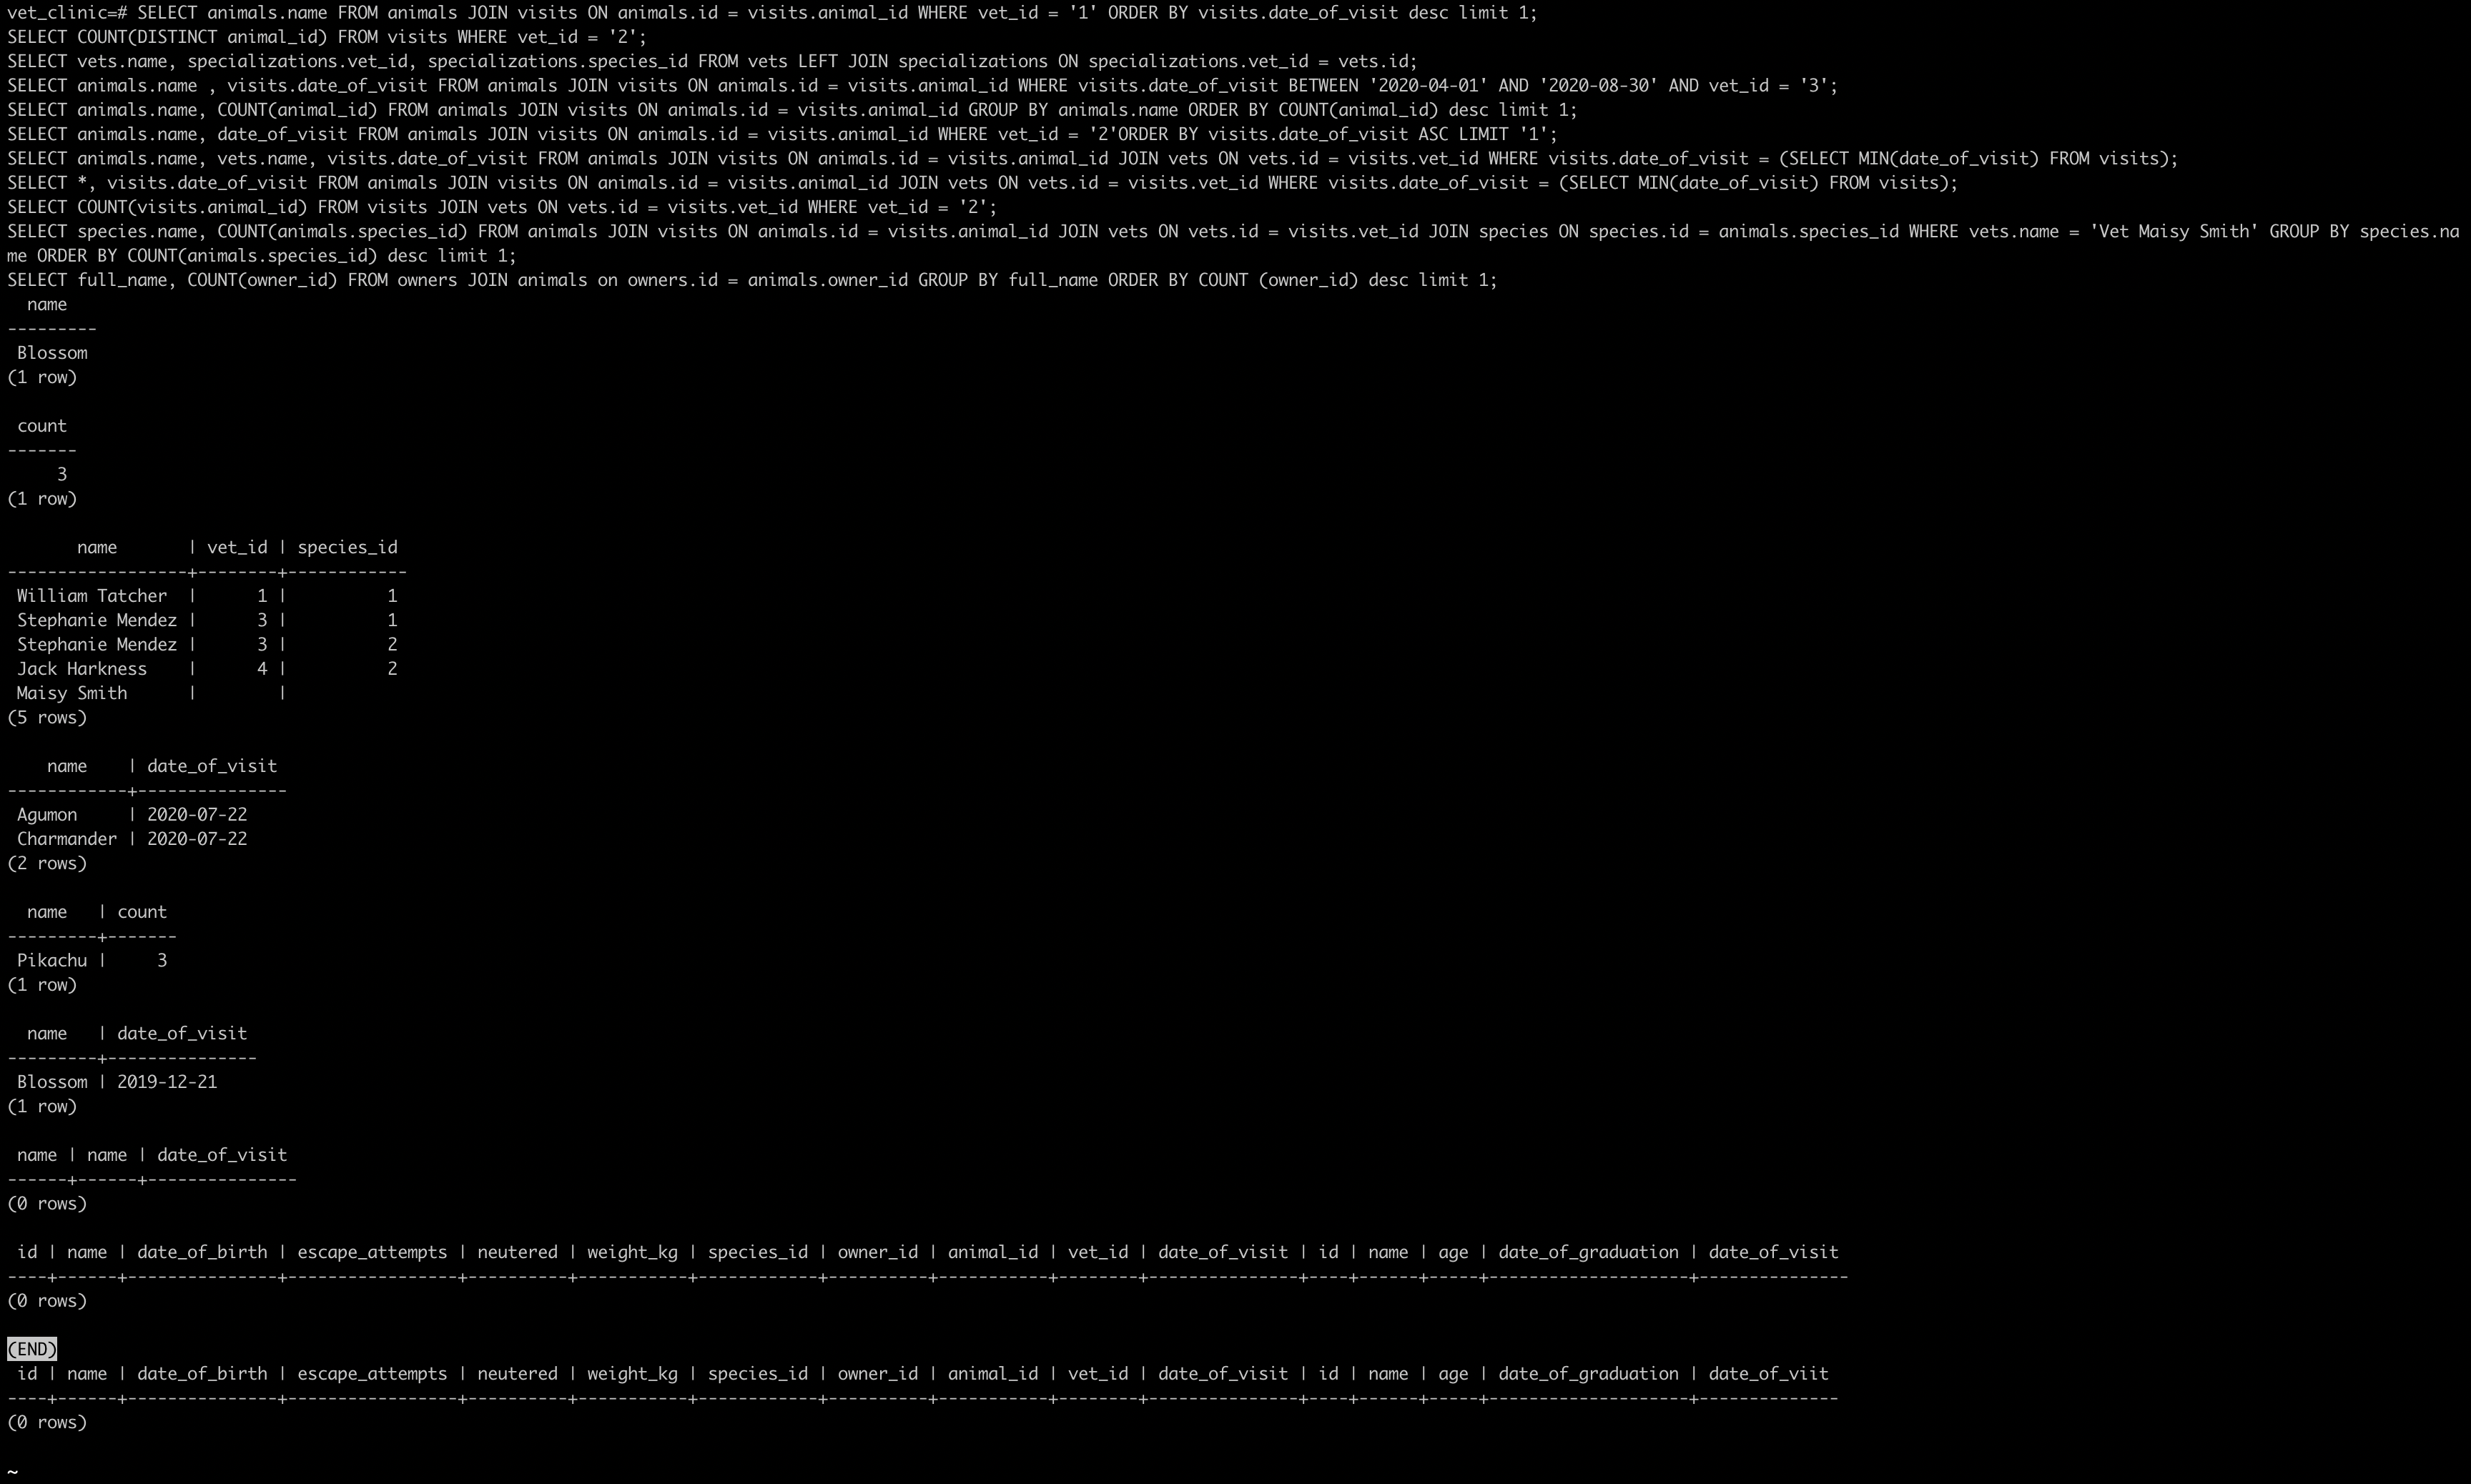 vet_clinic=# SELECT animals.name FROM animals JOIN visits ON animals.id = visits.animal_id WHERE vet_id = '1' ORDER BY visits.date_of_visit desc limit 1;
SELECT COUNT(DISTINCT animal_id) FROM visits WHERE vet_id = '2';
SELECT vets.name, specializations.vet_id, specializations.species_id FROM vets LEFT JOIN specializations ON specializations.vet_id = vets.id;
SELECT animals.name , visits.date_of_visit FROM animals JOIN visits ON animals.id = visits.animal_id WHERE visits.date_of_visit BETWEEN '2020-04-01' AND '2020-08-30' AND vet_id = '3';
SELECT animals.name, COUNT(animal_id) FROM animals JOIN visits ON animals.id = visits.animal_id GROUP BY animals.name ORDER BY COUNT(animal_id) desc limit 1;
SELECT animals.name, date_of_visit FROM animals JOIN visits ON animals.id = visits.animal_id WHERE vet_id = '2'ORDER BY visits.date_of_visit ASC LIMIT '1';
SELECT animals.name, vets.name, visits.date_of_visit FROM animals JOIN visits ON animals.id = visits.animal_id JOIN vets ON vets.id = visits.vet_id WHERE visits.date_of_visit = (SELECT MIN(date_of_visit) FROM visits);
SELECT *, visits.date_of_visit FROM animals JOIN visits ON animals.id = visits.animal_id JOIN vets ON vets.id = visits.vet_id WHERE visits.date_of_visit = (SELECT MIN(date_of_visit) FROM visits);
SELECT COUNT(visits.animal_id) FROM visits JOIN vets ON vets.id = visits.vet_id WHERE vet_id = '2';
SELECT species.name, COUNT(animals.species_id) FROM animals JOIN visits ON animals.id = visits.animal_id JOIN vets ON vets.id = visits.vet_id JOIN species ON species.id = animals.species_id WHERE vets.name = 'Vet Maisy Smith' GROUP BY species.na
me ORDER BY COUNT(animals.species_id) desc limit 1;
SELECT full_name, COUNT(owner_id) FROM owners JOIN animals on owners.id = animals.owner_id GROUP BY full_name ORDER BY COUNT (owner_id) desc limit 1;
  name
---------
 Blossom
(1 row)

 count
-------
     3
(1 row)

       name       | vet_id | species_id
------------------+--------+------------
 William Tatcher  |      1 |          1
 Stephanie Mendez |      3 |          1
 Stephanie Mendez |      3 |          2
 Jack Harkness    |      4 |          2
 Maisy Smith      |        |
(5 rows)

    name    | date_of_visit
------------+---------------
 Agumon     | 2020-07-22
 Charmander | 2020-07-22
(2 rows)

  name   | count
---------+-------
 Pikachu |     3
(1 row)

  name   | date_of_visit
---------+---------------
 Blossom | 2019-12-21
(1 row)

 name | name | date_of_visit
------+------+---------------
(0 rows)

 id | name | date_of_birth | escape_attempts | neutered | weight_kg | species_id | owner_id | animal_id | vet_id | date_of_visit | id | name | age | date_of_graduation | date_of_visit
----+------+---------------+-----------------+----------+-----------+------------+----------+-----------+--------+---------------+----+------+-----+--------------------+---------------
(0 rows)

(END)
 id | name | date_of_birth | escape_attempts | neutered | weight_kg | species_id | owner_id | animal_id | vet_id | date_of_visit | id | name | age | date_of_graduation | date_of_viit
----+------+---------------+-----------------+----------+-----------+------------+----------+-----------+--------+---------------+----+------+-----+--------------------+--------------
(0 rows)

~